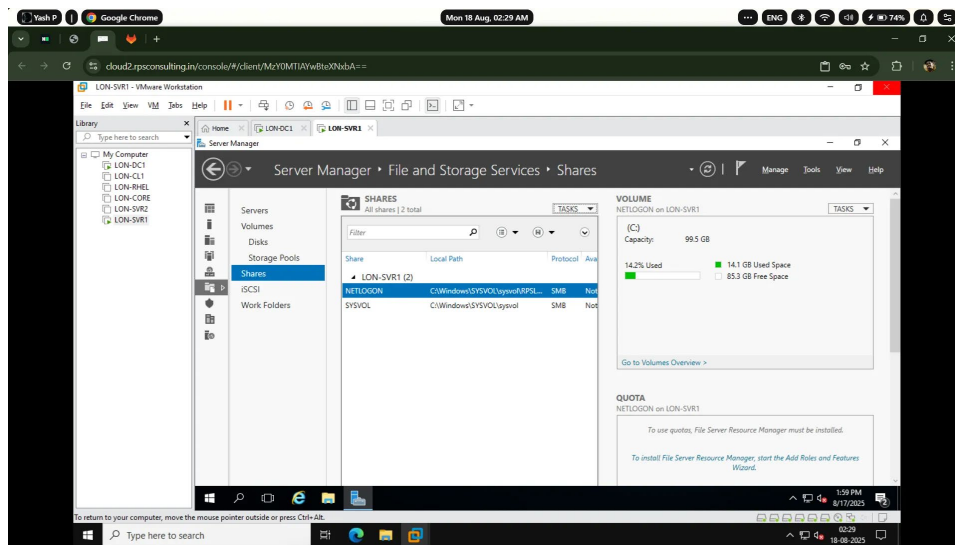 Yash P
Google Chrome
Mon 18 Aug, 02:29 AM
ENG
74%
cloud2.rpsconsulting.in/console/#/client/MzY0MTIAYwBteXNxbA==
LON-SVR1 - VMware Workstation
File Edit View VM Tabs Help
Library
Type here to search
My Computer
LON-DC1
LON-CL1
LON-RHEL
LON-CORE
LON-SVR2
LON-SVR1
Home
LON-DC1
LON-SVR1
Server Manager
Server Manager • File and Storage Services • Shares
Manage Tools View Help
Servers
Volumes
Disks
Storage Pools
Shares
iSCSI
Work Folders
SHARES
All shares | 2 total
TASKS
Filter
Share Local Path Protocol Ava
LON-SVR1 (2)
NETLOGON C:\Windows\SYSVOL\sysvol\RPSL... SMB Not
SYSVOL C:\Windows\SYSVOL\sysvol SMB Not
VOLUME
NETLOGON on LON-SVR1
TASKS
(C:)
Capacity: 99.5 GB
14.2% Used
14.1 GB Used Space
85.3 GB Free Space
Go to Volumes Overview >
QUOTA
NETLOGON on LON-SVR1
To use quotas, File Server Resource Manager must be installed.
To install File Server Resource Manager, start the Add Roles and Features
Wizard.
1:59 PM
8/17/2025
2
To return to your computer, move the mouse pointer outside or press Ctrl+Alt.
Type here to search
02:29
18-08-2025